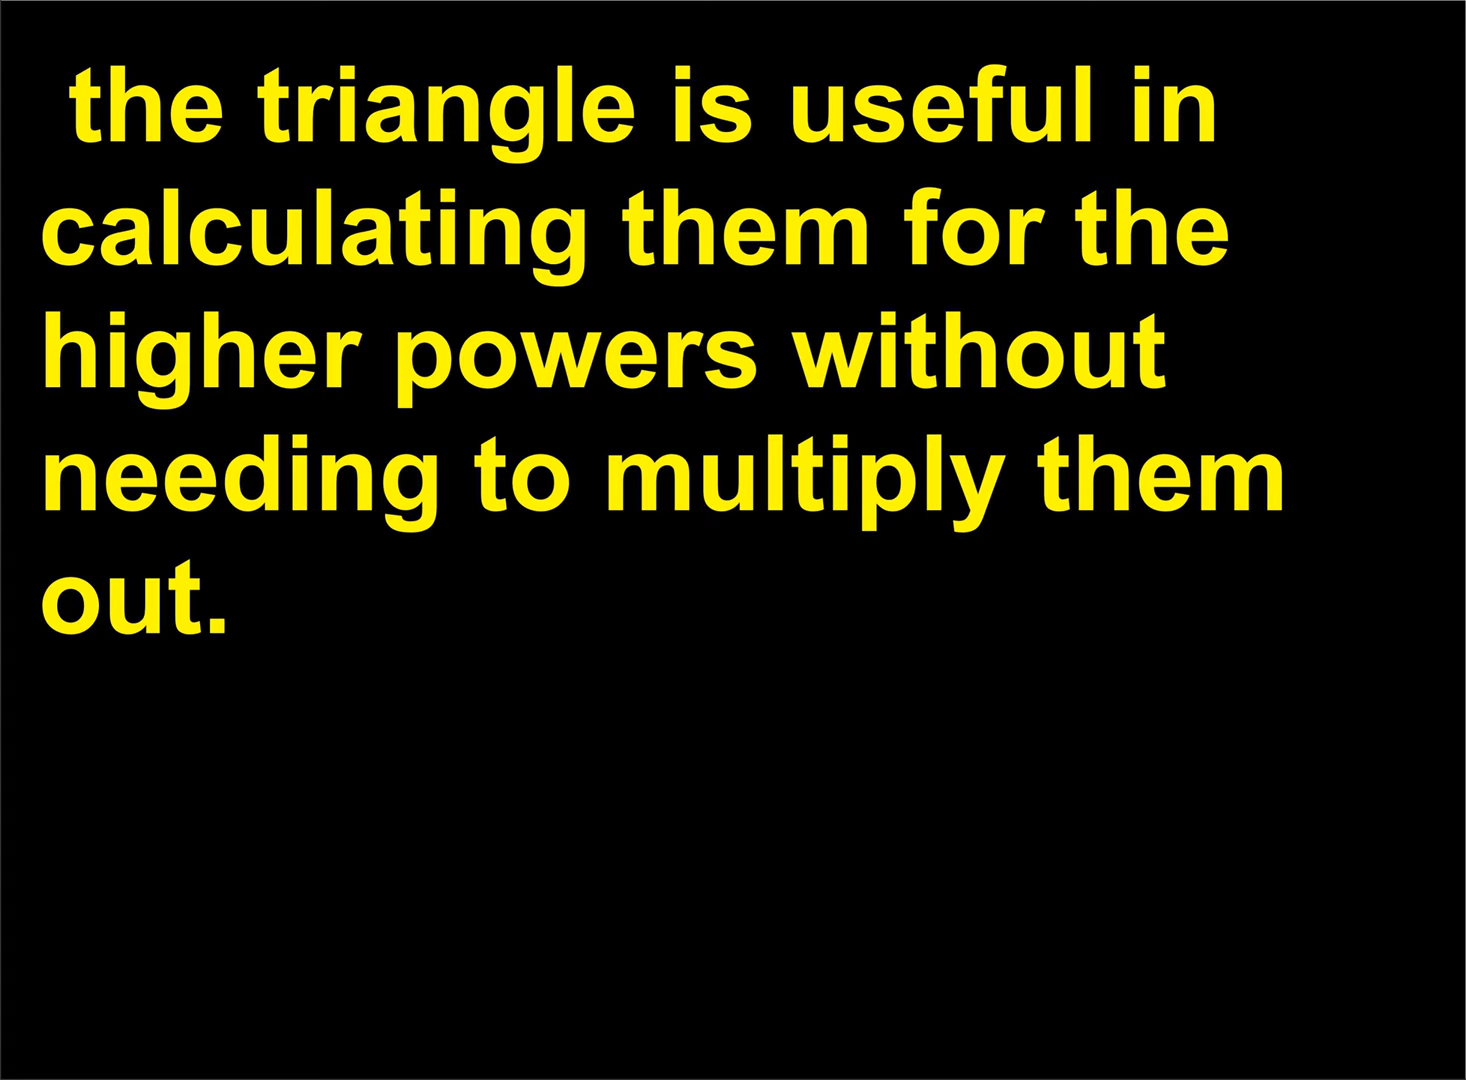 the triangle is useful in
calculating them for the
higher powers without
needing to multiply them
out.